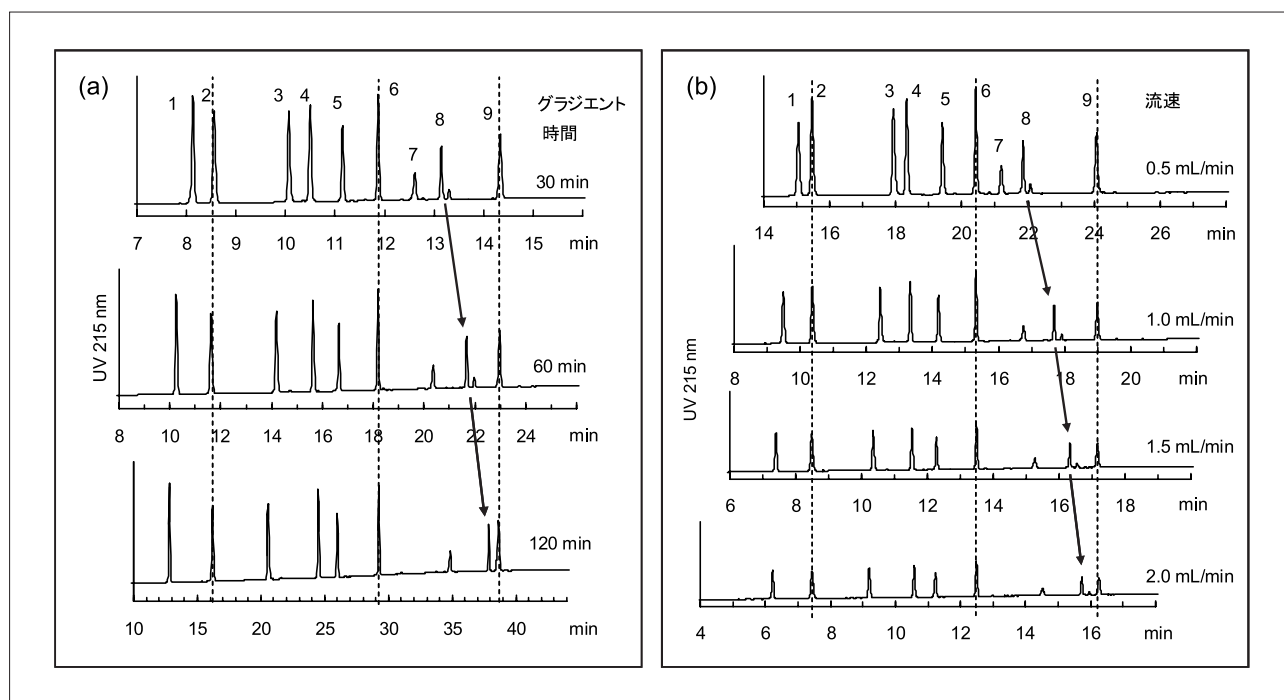 (a)
1 2 3 4 5 6 7 8 9
グラジエント
時間
30 min
7 8 9 10 11 12 13 14 15 min
60 min
8 10 12 14 16 18 20 22 24 min
120 min
10 15 20 25 30 35 40 min
UV 215 nm
(b)
1 2 3 4 5 6 7 8 9
流速
0.5 mL/min
14 16 18 20 22 24 26 min
1.0 mL/min
8 10 12 14 16 18 20 min
1.5 mL/min
6 8 10 12 14 16 18 min
2.0 mL/min
4 6 8 10 12 14 16 min
UV 215 nm